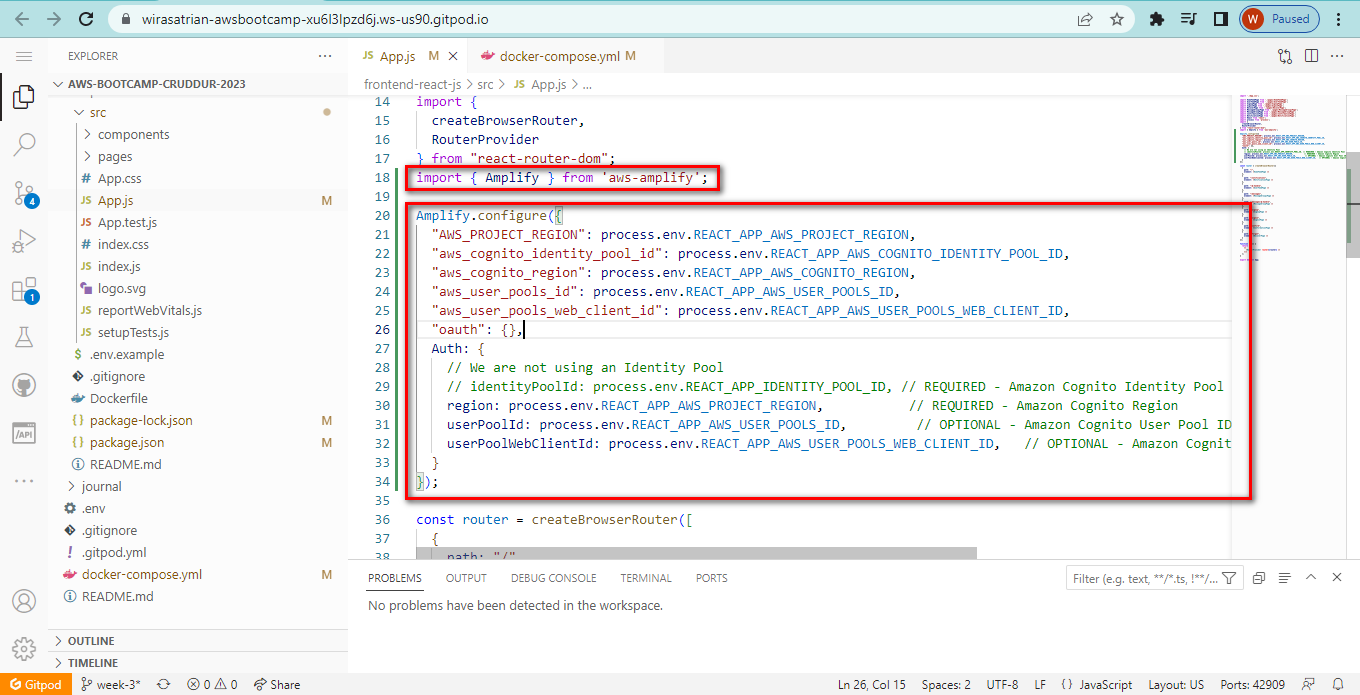 wirasatrian-awsbootcamp-xu6l3lpzd6j.ws-us90.gitpod.io
W Paused
EXPLORER
AWS-BOOTCAMP-CRUDDUR-2023
src
components
pages
# App.css
JS App.js M
JS App.test.js
# index.css
JS index.js
logo.svg
JS reportWebVitals.js
JS setupTests.js
$ .env.example
.gitignore
Dockerfile
{} package-lock.json M
{} package.json M
README.md
journal
.env
.gitignore
! .gitpod.yml
docker-compose.yml M
README.md
OUTLINE
TIMELINE
4
1
/API
JS App.js M
docker-compose.yml M
frontend-react-js > src > JS App.js > ...
14 import {
15 createBrowserRouter,
16 RouterProvider
17 } from "react-router-dom";
18 import { Amplify } from 'aws-amplify';
19
20 Amplify.configure({
21 "AWS_PROJECT_REGION": process.env.REACT_APP_AWS_PROJECT_REGION,
22 "aws_cognito_identity_pool_id": process.env.REACT_APP_AWS_COGNITO_IDENTITY_POOL_ID,
23 "aws_cognito_region": process.env.REACT_APP_AWS_COGNITO_REGION,
24 "aws_user_pools_id": process.env.REACT_APP_AWS_USER_POOLS_ID,
25 "aws_user_pools_web_client_id": process.env.REACT_APP_AWS_USER_POOLS_WEB_CLIENT_ID,
26 "oauth": {},
27 Auth: {
28 // We are not using an Identity Pool
29 // identityPoolId: process.env.REACT_APP_IDENTITY_POOL_ID, // REQUIRED - Amazon Cognito Identity Pool
30 region: process.env.REACT_APP_AWS_PROJECT_REGION, // REQUIRED - Amazon Cognito Region
31 userPoolId: process.env.REACT_APP_AWS_USER_POOLS_ID, // OPTIONAL - Amazon Cognito User Pool ID
32 userPoolWebClientId: process.env.REACT_APP_AWS_USER_POOLS_WEB_CLIENT_ID, // OPTIONAL - Amazon Cognit
33 }
34 });
35
36 const router = createBrowserRouter([
37 {
38 path: "/"
PROBLEMS OUTPUT DEBUG CONSOLE TERMINAL PORTS
Filter (e.g. text, **/*.ts, !**/...
No problems have been detected in the workspace.
Gitpod week-3* 0 0 Share
Ln 26, Col 15 Spaces: 2 UTF-8 LF {} JavaScript Layout: US Ports: 42909